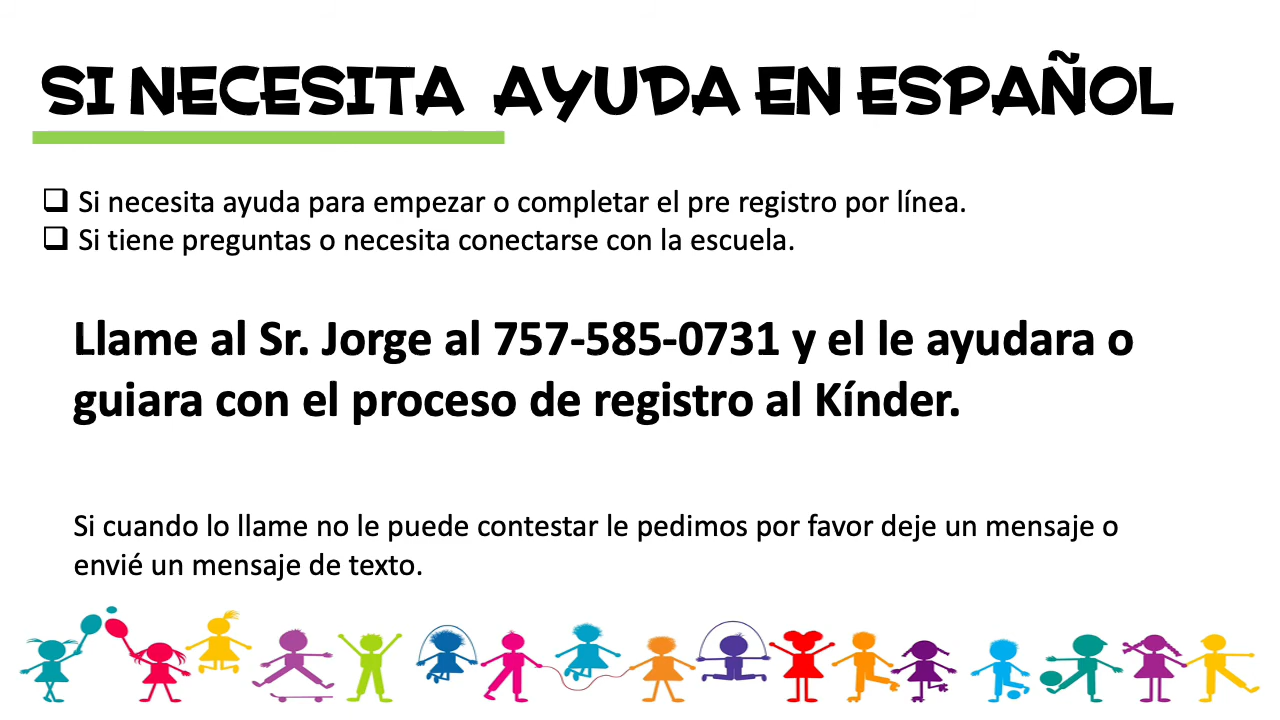 SI NECESITA AYUDA EN ESPAÑOL
❑ Si necesita ayuda para empezar o completar el pre registro por línea.
❑ Si tiene preguntas o necesita conectarse con la escuela.
Llame al Sr. Jorge al 757-585-0731 y el le ayudara o
guiara con el proceso de registro al Kínder.
Si cuando lo llame no le puede contestar le pedimos por favor deje un mensaje o
envié un mensaje de texto.